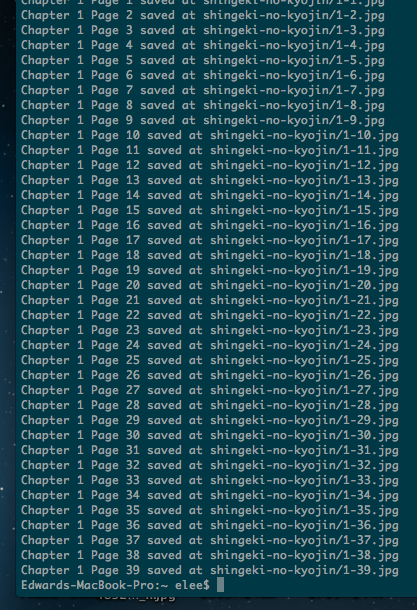 Chapter 1 Page 1 saved at shingeki-no-kyojin/1-1.jpg
Chapter 1 Page 2 saved at shingeki-no-kyojin/1-2.jpg
Chapter 1 Page 3 saved at shingeki-no-kyojin/1-3.jpg
Chapter 1 Page 4 saved at shingeki-no-kyojin/1-4.jpg
Chapter 1 Page 5 saved at shingeki-no-kyojin/1-5.jpg
Chapter 1 Page 6 saved at shingeki-no-kyojin/1-6.jpg
Chapter 1 Page 7 saved at shingeki-no-kyojin/1-7.jpg
Chapter 1 Page 8 saved at shingeki-no-kyojin/1-8.jpg
Chapter 1 Page 9 saved at shingeki-no-kyojin/1-9.jpg
Chapter 1 Page 10 saved at shingeki-no-kyojin/1-10.jpg
Chapter 1 Page 11 saved at shingeki-no-kyojin/1-11.jpg
Chapter 1 Page 12 saved at shingeki-no-kyojin/1-12.jpg
Chapter 1 Page 13 saved at shingeki-no-kyojin/1-13.jpg
Chapter 1 Page 14 saved at shingeki-no-kyojin/1-14.jpg
Chapter 1 Page 15 saved at shingeki-no-kyojin/1-15.jpg
Chapter 1 Page 16 saved at shingeki-no-kyojin/1-16.jpg
Chapter 1 Page 17 saved at shingeki-no-kyojin/1-17.jpg
Chapter 1 Page 18 saved at shingeki-no-kyojin/1-18.jpg
Chapter 1 Page 19 saved at shingeki-no-kyojin/1-19.jpg
Chapter 1 Page 20 saved at shingeki-no-kyojin/1-20.jpg
Chapter 1 Page 21 saved at shingeki-no-kyojin/1-21.jpg
Chapter 1 Page 22 saved at shingeki-no-kyojin/1-22.jpg
Chapter 1 Page 23 saved at shingeki-no-kyojin/1-23.jpg
Chapter 1 Page 24 saved at shingeki-no-kyojin/1-24.jpg
Chapter 1 Page 25 saved at shingeki-no-kyojin/1-25.jpg
Chapter 1 Page 26 saved at shingeki-no-kyojin/1-26.jpg
Chapter 1 Page 27 saved at shingeki-no-kyojin/1-27.jpg
Chapter 1 Page 28 saved at shingeki-no-kyojin/1-28.jpg
Chapter 1 Page 29 saved at shingeki-no-kyojin/1-29.jpg
Chapter 1 Page 30 saved at shingeki-no-kyojin/1-30.jpg
Chapter 1 Page 31 saved at shingeki-no-kyojin/1-31.jpg
Chapter 1 Page 32 saved at shingeki-no-kyojin/1-32.jpg
Chapter 1 Page 33 saved at shingeki-no-kyojin/1-33.jpg
Chapter 1 Page 34 saved at shingeki-no-kyojin/1-34.jpg
Chapter 1 Page 35 saved at shingeki-no-kyojin/1-35.jpg
Chapter 1 Page 36 saved at shingeki-no-kyojin/1-36.jpg
Chapter 1 Page 37 saved at shingeki-no-kyojin/1-37.jpg
Chapter 1 Page 38 saved at shingeki-no-kyojin/1-38.jpg
Chapter 1 Page 39 saved at shingeki-no-kyojin/1-39.jpg
Edwards-MacBook-Pro:~ elee$